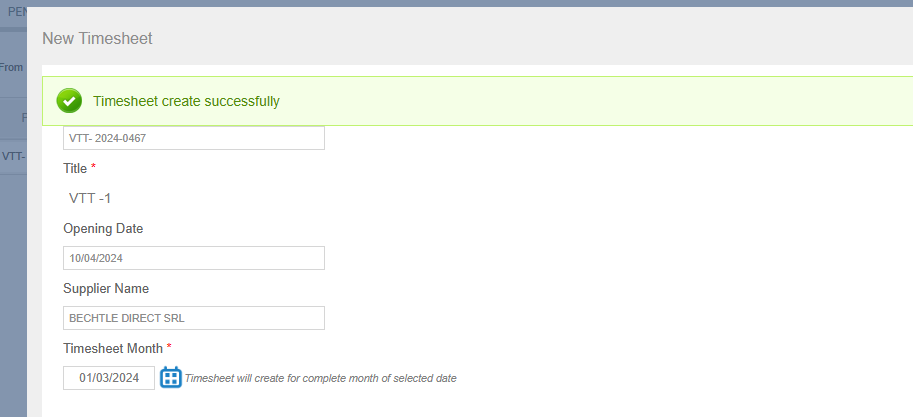 PEN
New Timesheet
From
Timesheet create successfully
VTT- 2024-0467
VTT-
Title *
VTT -1
Opening Date
10/04/2024
Supplier Name
BECHTLE DIRECT SRL
Timesheet Month *
01/03/2024 Timesheet will create for complete month of selected date